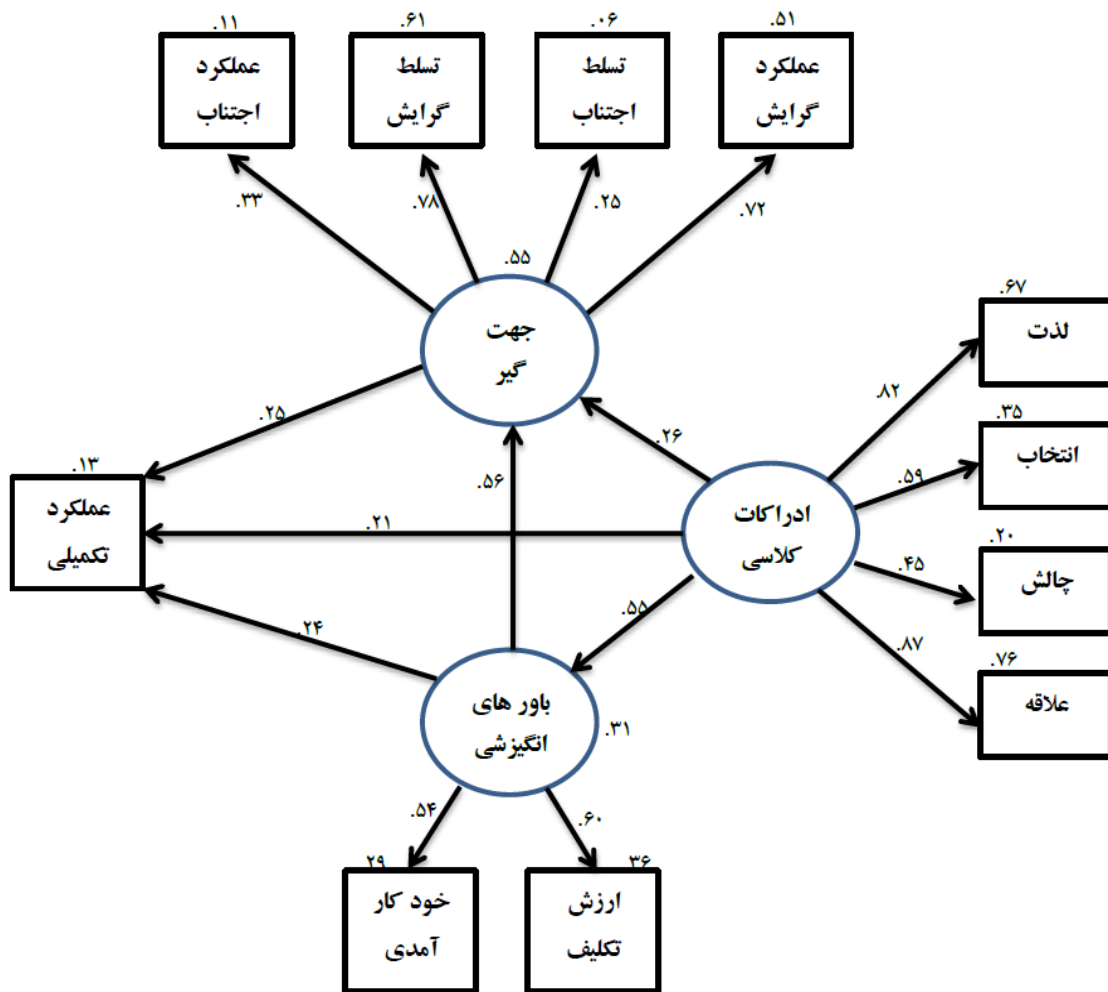 .۱۱
.۶۱
.۰۶
.۵۱
عملکرد
اجتناب
تسلط
گرایش
تسلط
اجتناب
عملکرد
گرایش
.۳۳
.۷۸
.۲۵
.۷۲
.۵۵
جهت
گیر
.۶۷
لذت
.۸۲
.۳۵
انتخاب
.۵۹
.۲۰
چالش
.۴۵
.۷۶
علاقه
.۸۷
.۲۶
.۲۵
.۵۶
ادراکات
کلاسی
.۱۳
عملکرد
تکمیلی
.۲۱
.۵۵
.۲۴
باور های
انگیزشی
.۳۱
.۵۴
.۶۰
.۲۹
خود کار
آمدی
.۳۶
ارزش
تکلیف